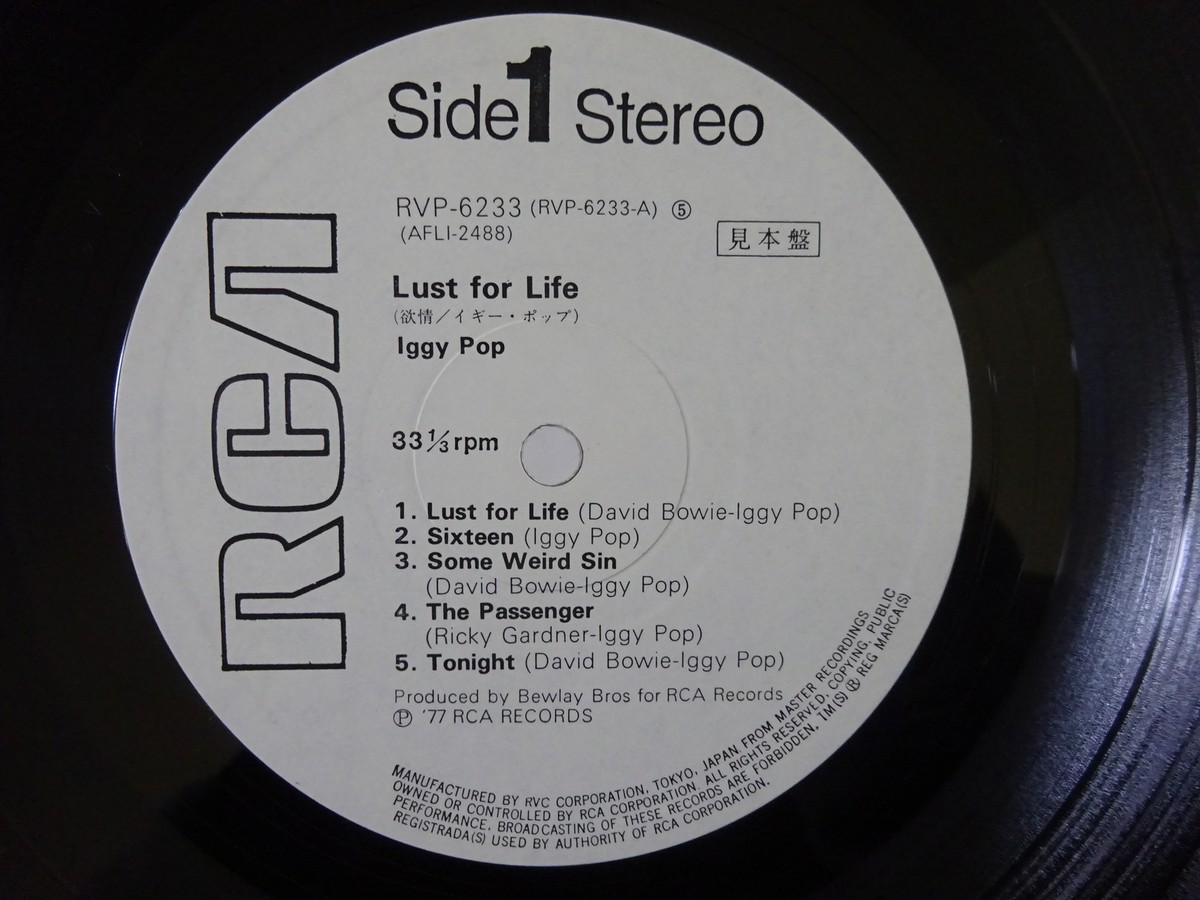 Side 1 Stereo
RVP-6233 (RVP-6233-A) ⑤
(AFLI-2488)
見本盤
Lust for Life
(欲情/イギー・ポップ)
Iggy Pop
33⅓rpm
1. Lust for Life (David Bowie-Iggy Pop)
2. Sixteen (Iggy Pop)
3. Some Weird Sin
(David Bowie-Iggy Pop)
4. The Passenger
(Ricky Gardner-Iggy Pop)
5. Tonight (David Bowie-Iggy Pop)
Produced by Bewlay Bros for RCA Records
℗ '77 RCA RECORDS
RCA
MANUFACTURED BY RVC CORPORATION, TOKYO, JAPAN FROM MASTER RECORDINGS
OWNED OR CONTROLLED BY RCA CORPORATION. ALL RIGHTS RESERVED. COPYING, PUBLIC
PERFORMANCE, BROADCASTING OF THESE RECORDS ARE FORBIDDEN. TM(S) ® REG MARCA(S)
REGISTRADA(S) USED BY AUTHORITY OF RCA CORPORATION.